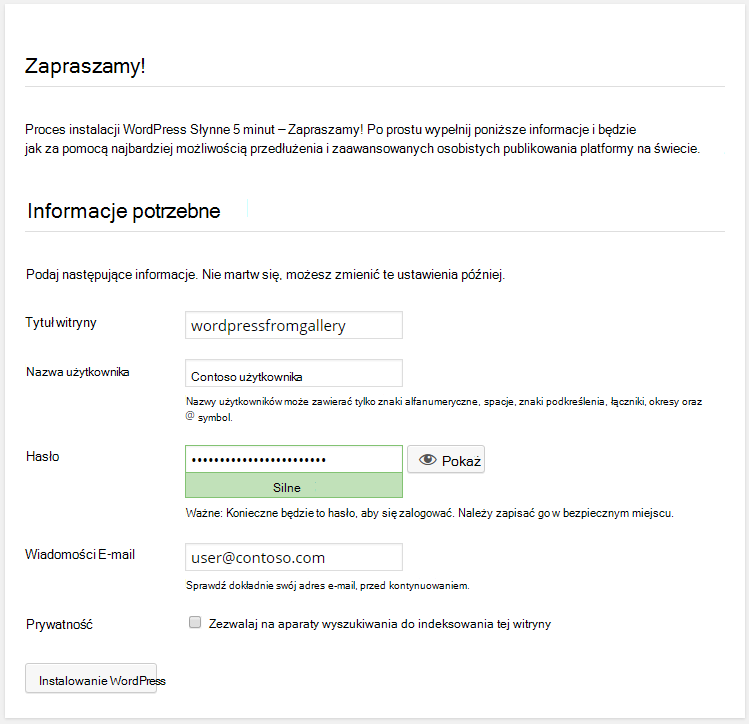 Zapraszamy!
Proces instalacji WordPress Słynne 5 minut – Zapraszamy! Po prostu wypełnij poniższe informacje i będzie
jak za pomocą najbardziej możliwością przedłużenia i zaawansowanych osobistych publikowania platformy na świecie.
Informacje potrzebne
Podaj następujące informacje. Nie martw się, możesz zmienić te ustawienia później.
Tytuł witryny
wordpressfromgallery
Nazwa użytkownika
Contoso użytkownika
Nazwy użytkowników może zawierać tylko znaki alfanumeryczne, spacje, znaki podkreślenia, łączniki, okresy oraz
@ symbol.
Hasło
••••••••••••••••••••••••
Pokaż
Silne
Ważne: Konieczne będzie to hasło, aby się zalogować. Należy zapisać go w bezpiecznym miejscu.
Wiadomości E-mail
user@contoso.com
Sprawdź dokładnie swój adres e-mail, przed kontynuowaniem.
Prywatność
Zezwalaj na aparaty wyszukiwania do indeksowania tej witryny
Instalowanie WordPress